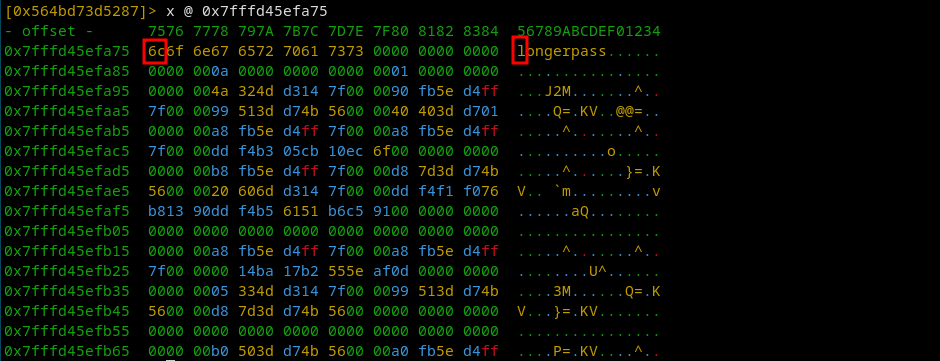 [0x564bd73d5287]> x @ 0x7fffd45efa75
- offset -      7576 7778 797A 7B7C 7D7E 7F80 8182 8384  56789ABCDEF01234
0x7fffd45efa75  6c6f 6e67 6572 7061 7373 0000 0000 0000  longerpass......
0x7fffd45efa85  0000 000a 0000 0000 0000 0001 0000 0000  ................
0x7fffd45efa95  0000 004a 324d d314 7f00 0090 fb5e d4ff  ...J2M.......^..
0x7fffd45efaa5  7f00 0099 513d d74b 5600 0040 403d d701  ....Q=.KV..@@=..
0x7fffd45efab5  0000 00a8 fb5e d4ff 7f00 00a8 fb5e d4ff  .....^.......^..
0x7fffd45efac5  7f00 00dd f4b3 05cb 10ec 6f00 0000 0000  ..........o.....
0x7fffd45efad5  0000 00b8 fb5e d4ff 7f00 00d8 7d3d d74b  .....^......}=.K
0x7fffd45efae5  5600 0020 606d d314 7f00 00dd f4f1 f076  V.. `m.........v
0x7fffd45efaf5  b813 90dd f4b5 6151 b6c5 9100 0000 0000  ......aQ........
0x7fffd45efb05  0000 0000 0000 0000 0000 0000 0000 0000  ................
0x7fffd45efb15  0000 00a8 fb5e d4ff 7f00 00a8 fb5e d4ff  .....^.......^..
0x7fffd45efb25  7f00 0000 14ba 17b2 555e af0d 0000 0000  ........U^......
0x7fffd45efb35  0000 0005 334d d314 7f00 0099 513d d74b  ....3M......Q=.K
0x7fffd45efb45  5600 00d8 7d3d d74b 5600 0000 0000 0000  V...}=.KV.......
0x7fffd45efb55  0000 0000 0000 0000 0000 0000 0000 0000  ................
0x7fffd45efb65  0000 00b0 503d d74b 5600 00a0 fb5e d4ff  ....P=.KV....^..